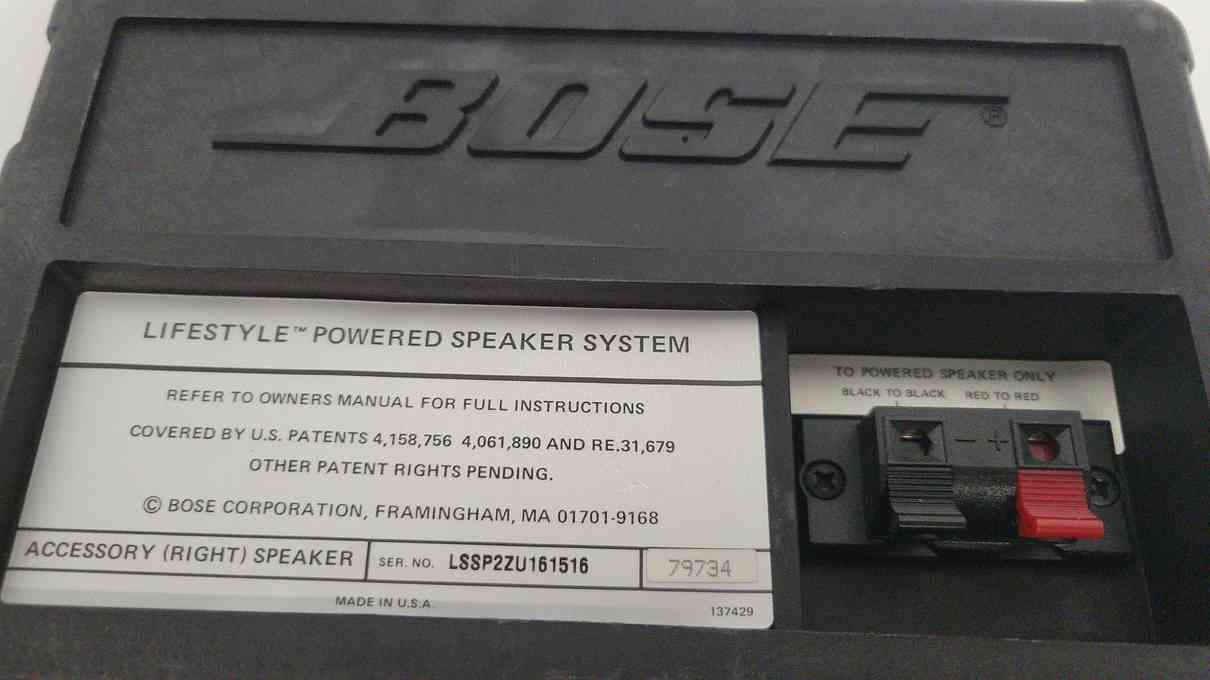 BOSE®
LIFESTYLE™ POWERED SPEAKER SYSTEM
REFER TO OWNERS MANUAL FOR FULL INSTRUCTIONS
COVERED BY U.S. PATENTS 4,158,756 4,061,890 AND RE.31,679
OTHER PATENT RIGHTS PENDING.
© BOSE CORPORATION, FRAMINGHAM, MA 01701-9168
ACCESSORY (RIGHT) SPEAKER SER. NO. LSSP2ZU161516 79734
MADE IN U.S.A. 137429
TO POWERED SPEAKER ONLY
BLACK TO BLACK RED TO RED
− +